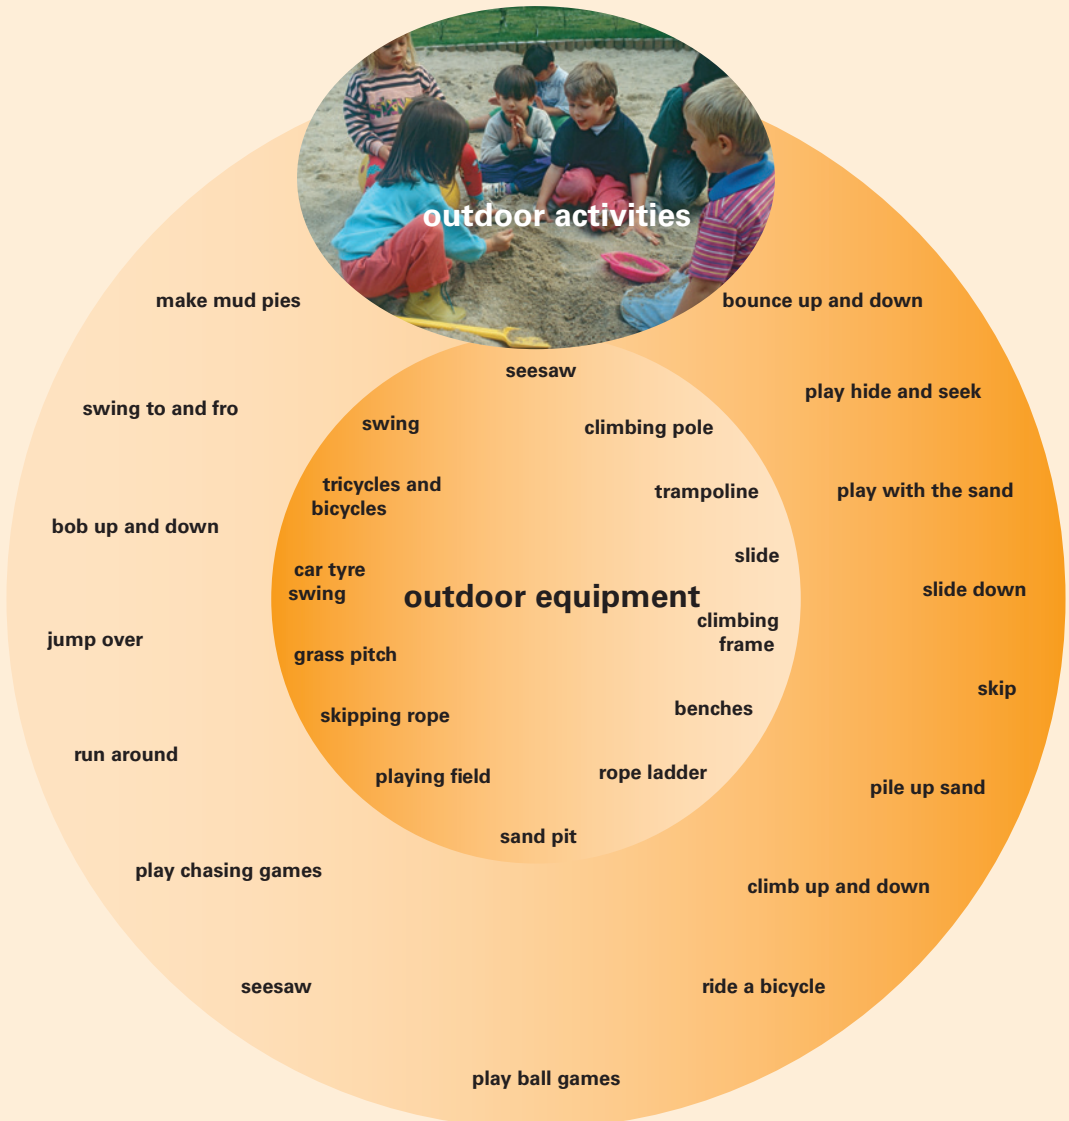 outdoor activities
make mud pies
bounce up and down
seesaw
play hide and seek
swing to and fro
swing
climbing pole
tricycles and
bicycles
trampoline
play with the sand
bob up and down
slide
car tyre
swing
outdoor equipment
slide down
climbing
frame
jump over
grass pitch
skip
skipping rope
benches
run around
playing field
rope ladder
pile up sand
sand pit
play chasing games
climb up and down
seesaw
ride a bicycle
play ball games